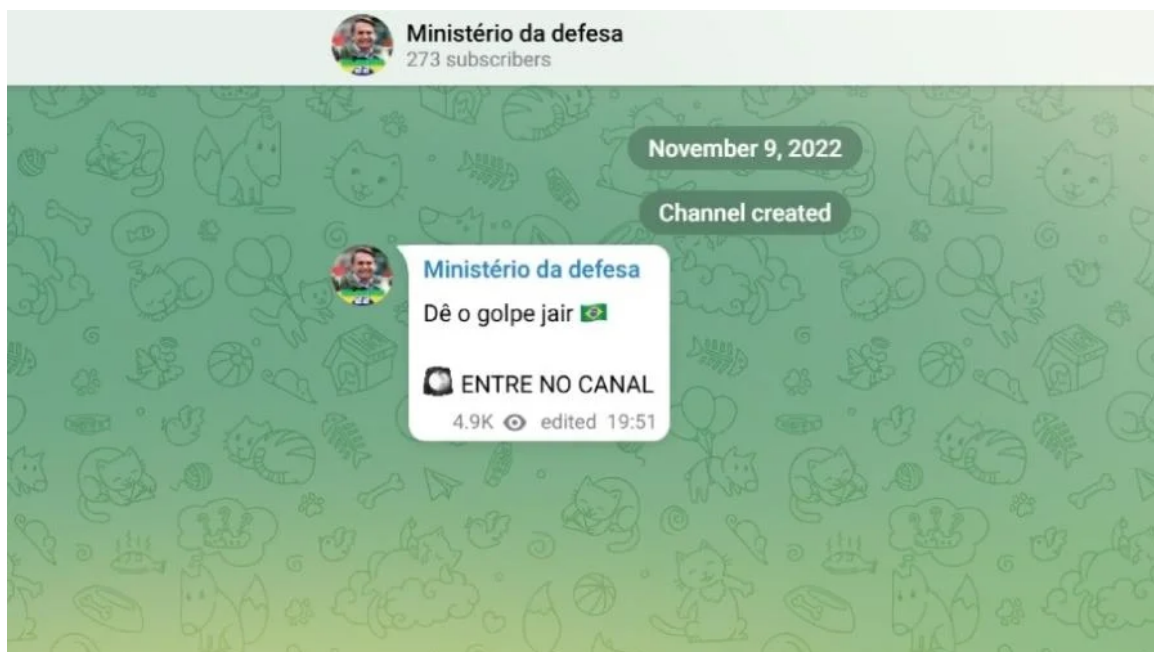 Ministério da defesa
273 subscribers
November 9, 2022
Channel created
Ministério da defesa
Dê o golpe jair 🇧🇷
ENTRE NO CANAL
4.9K edited 19:51